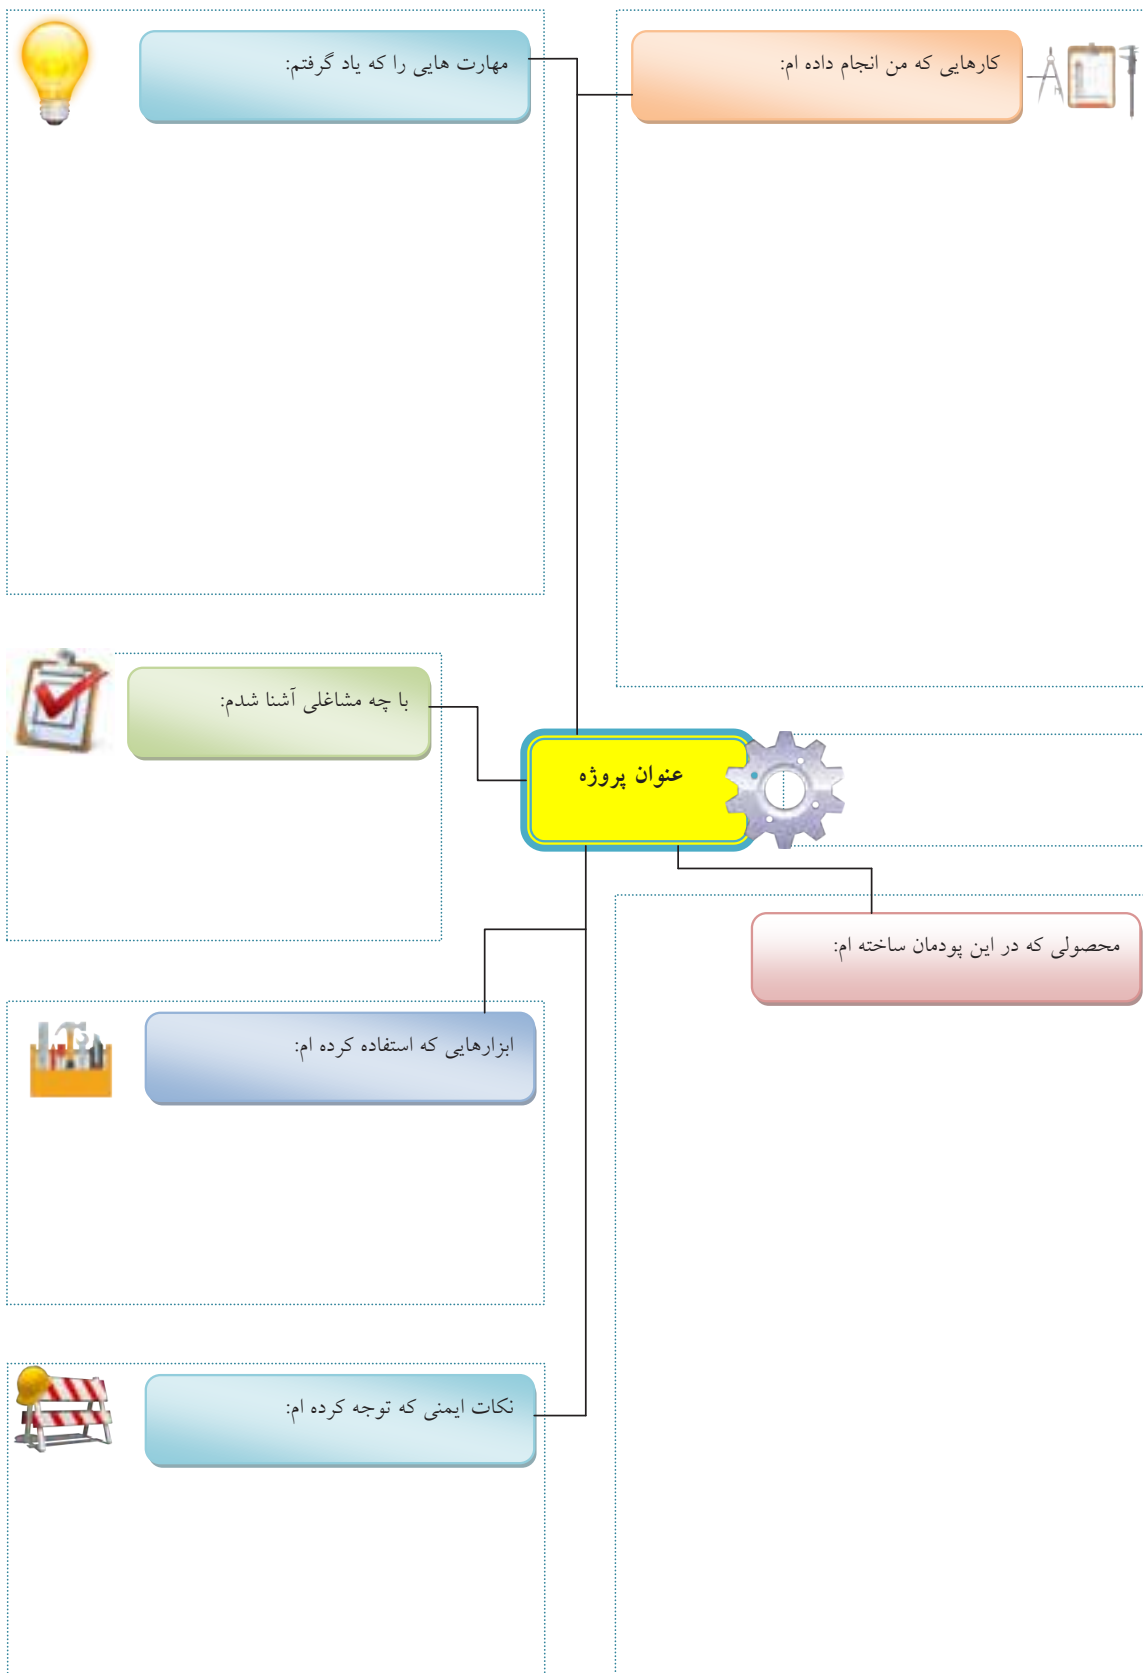 کارهایی که من انجام داده ام:
مهارت هایی را که یاد گرفتم:
با چه مشاغلی آشنا شدم:
عنوان پروژه
محصولی که در این پودمان ساخته ام:
ابزارهایی که استفاده کرده ام:
نکات ایمنی که توجه کرده ام: